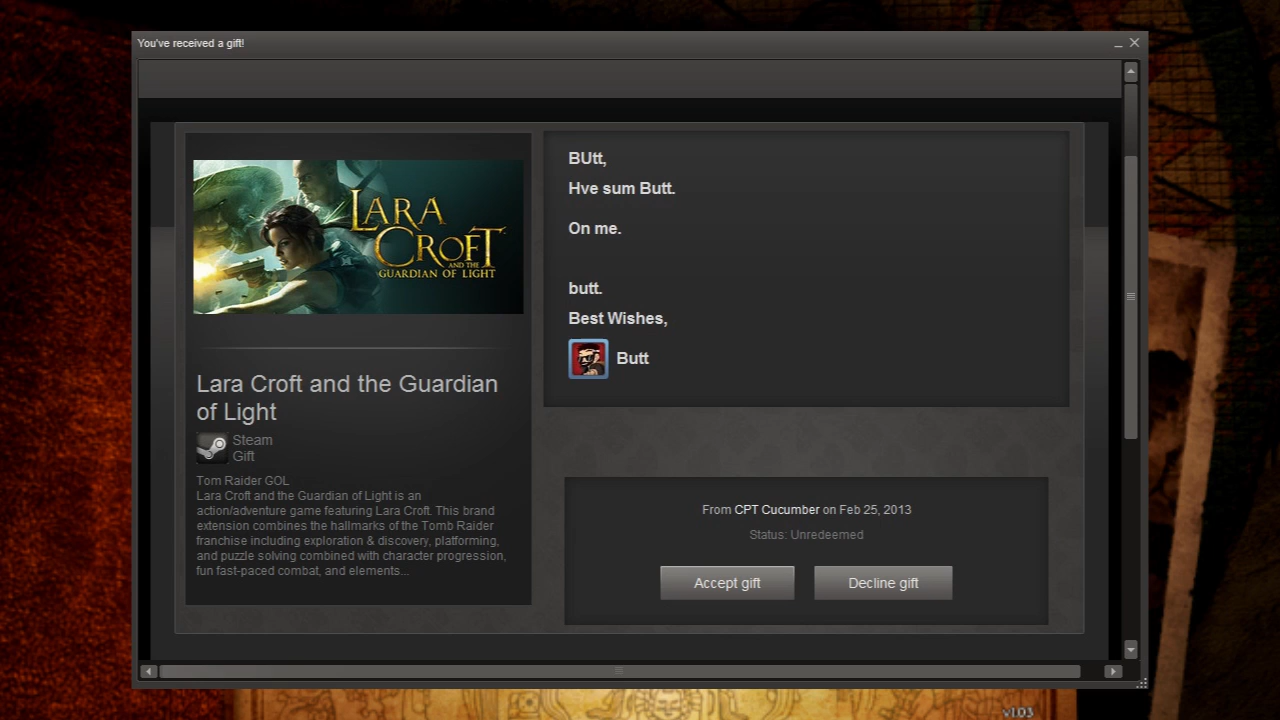 You've received a gift!
LARA
CROFT
AND THE
GUARDIAN OF LIGHT
Lara Croft and the Guardian
of Light
Steam
Gift
Tom Raider GOL
Lara Croft and the Guardian of Light is an
action/adventure game featuring Lara Croft. This brand
extension combines the hallmarks of the Tomb Raider
franchise including exploration & discovery, platforming,
and puzzle solving combined with character progression,
fun fast-paced combat, and elements...
BUtt,
Hve sum Butt.
On me.
butt.
Best Wishes,
Butt
From CPT Cucumber on Feb 25, 2013
Status: Unredeemed
Accept gift
Decline gift
v1.03